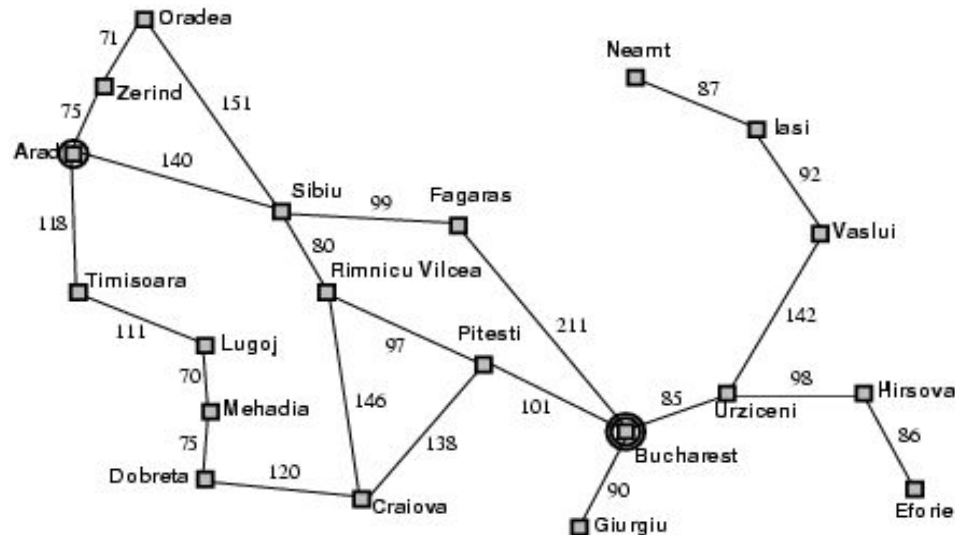 Oradea
71
Neamt
Zerind
87
75
151
Iasi
Arad
140
92
Sibiu
Fagaras
99
118
Vaslui
80
Timisoara
Rimnicu Vilcea
142
211
111
Lugoj
97
Pitesti
70
98
Hirsova
Mehadia
146
101
85
Urziceni
75
138
86
Bucharest
Dobreta
120
90
Craiova
Eforie
Giurgiu